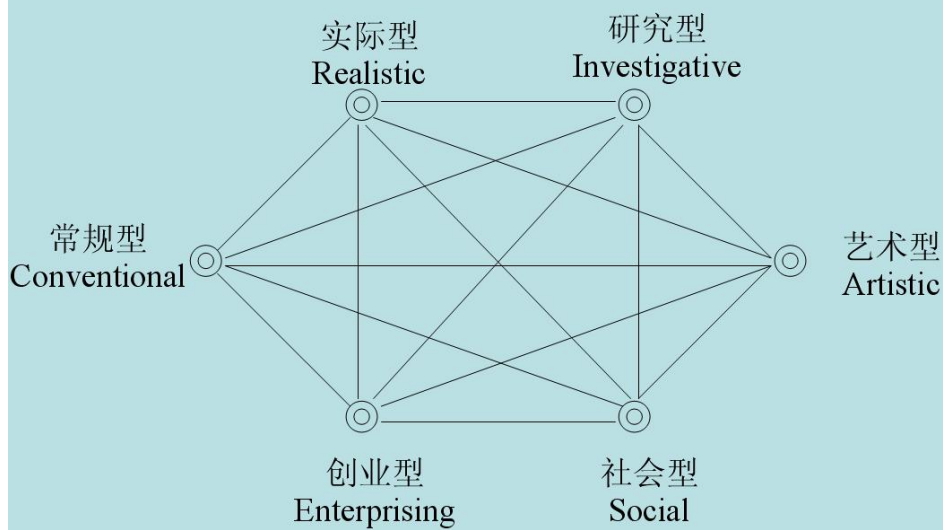 实际型
Realistic
研究型
Investigative
常规型
Conventional
艺术型
Artistic
创业型
Enterprising
社会型
Social